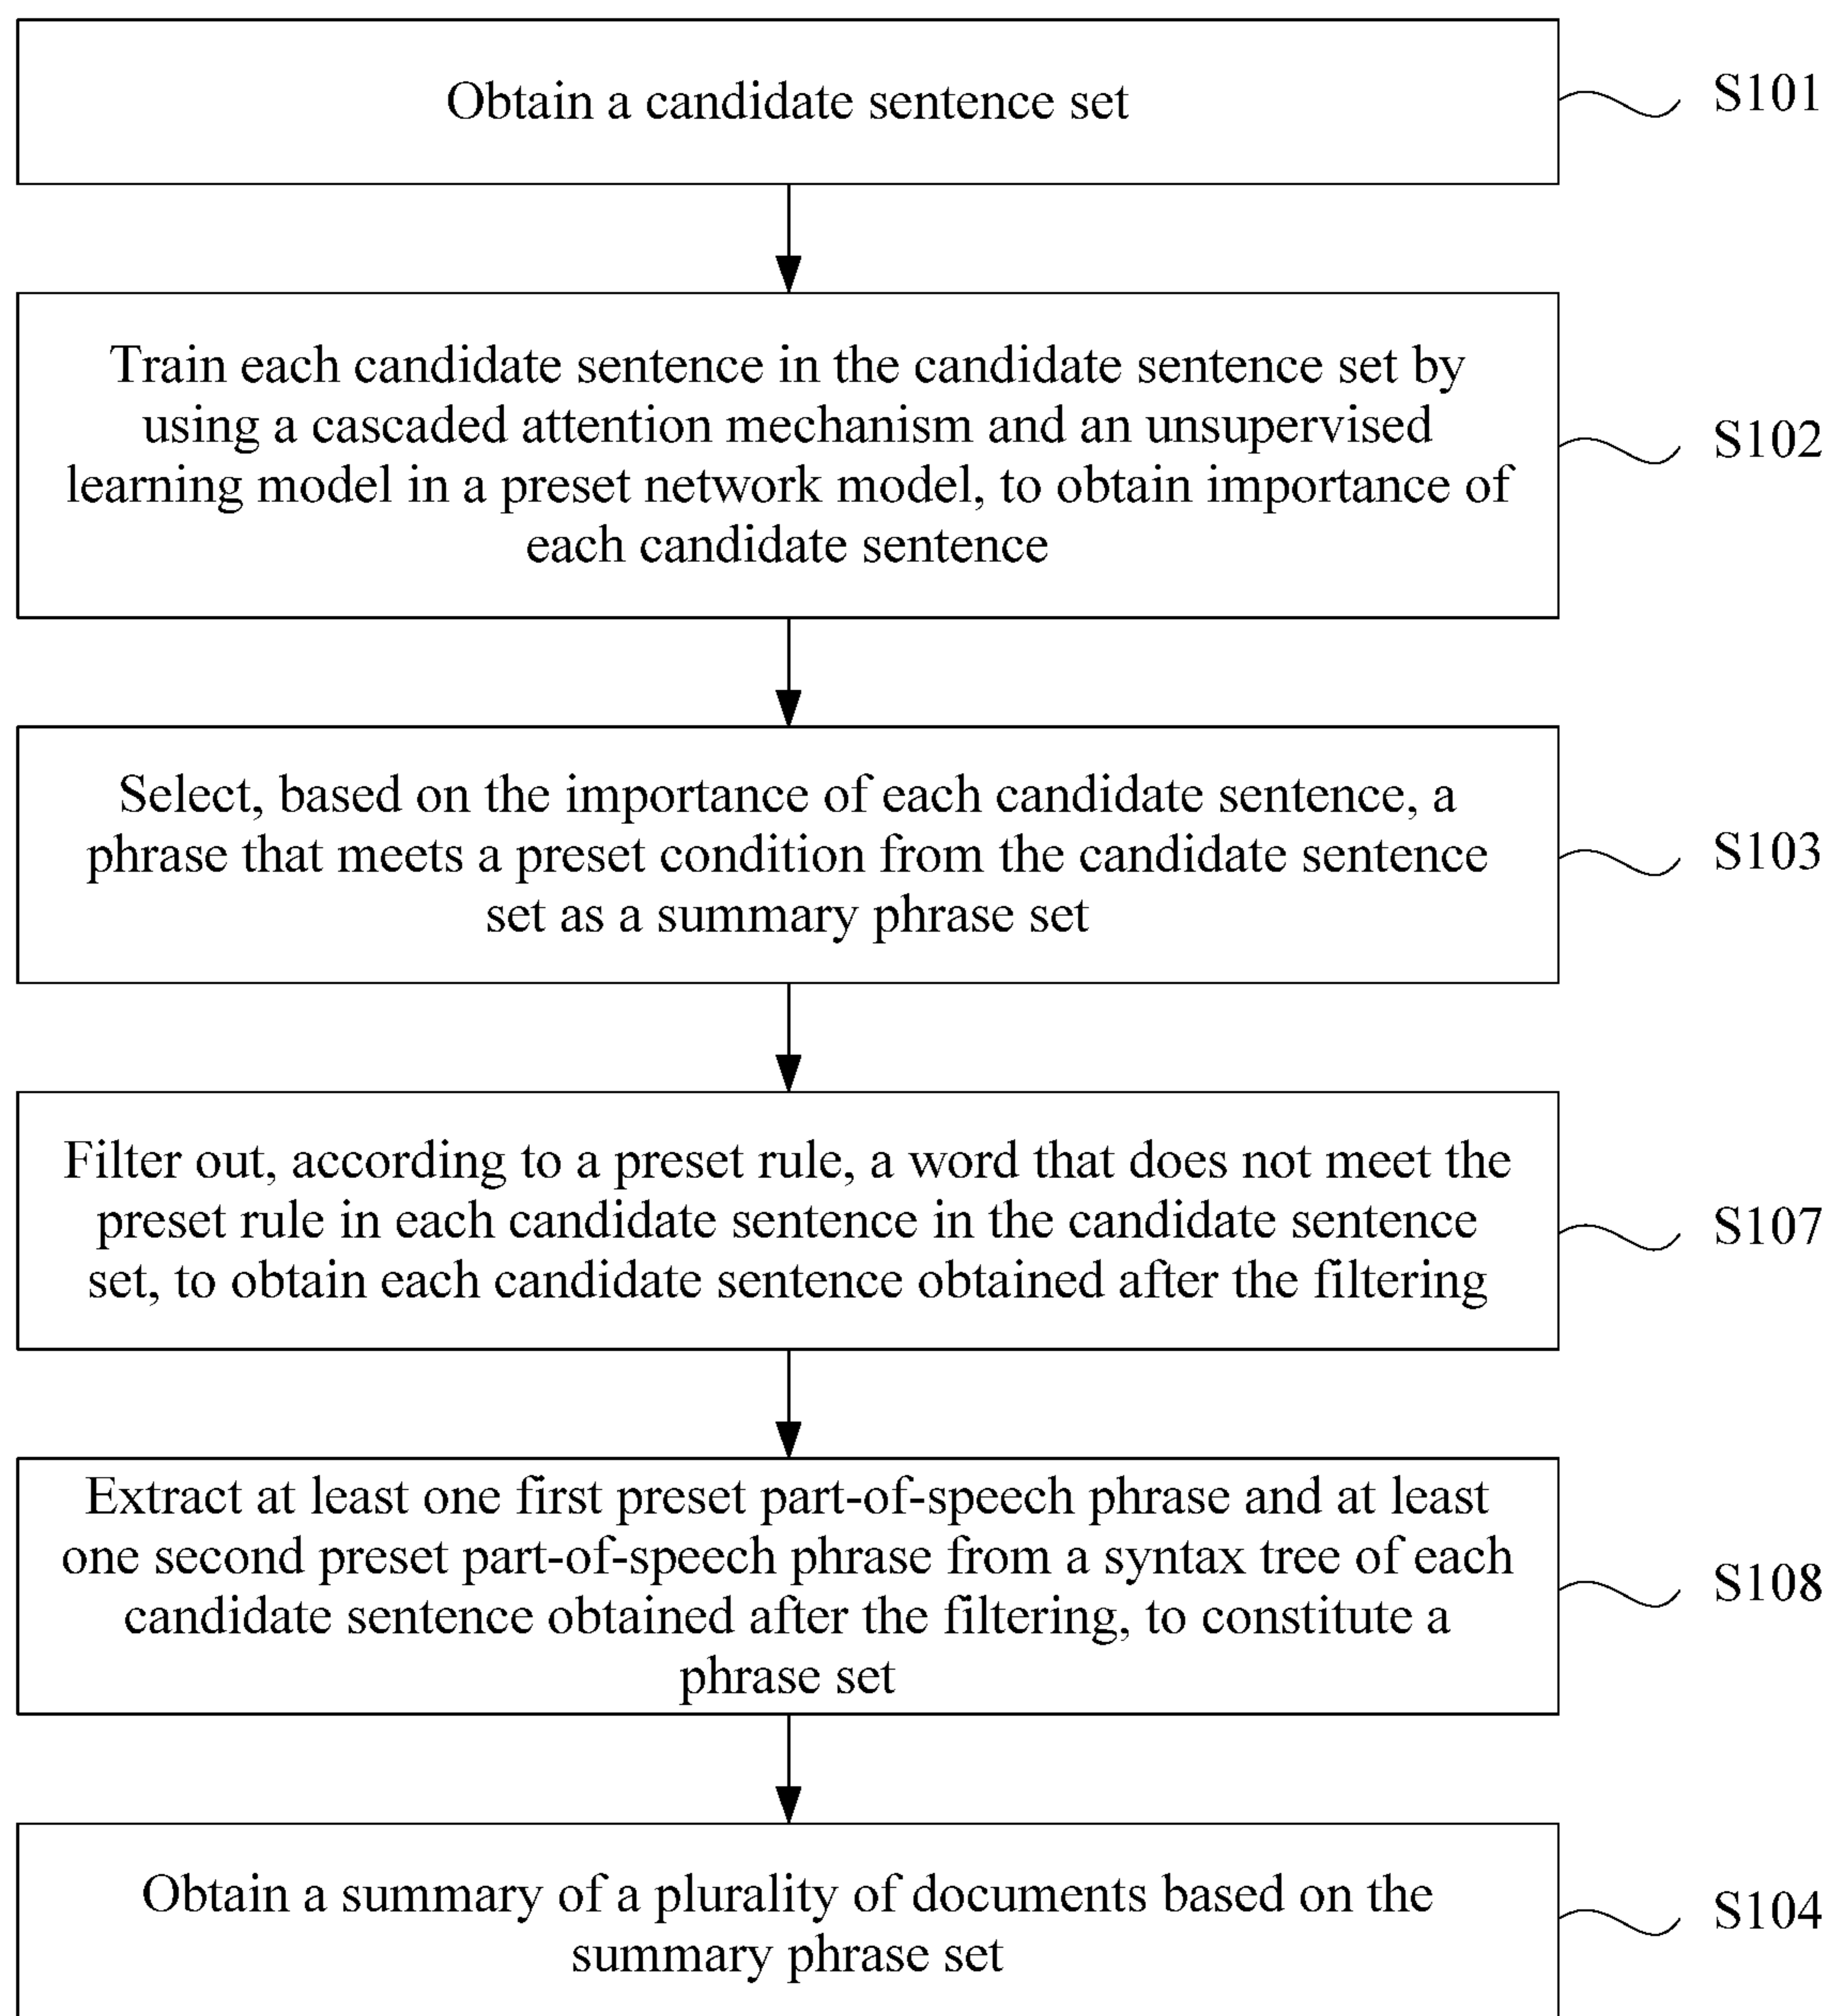 Obtain a candidate sentence set
S101
Train each candidate sentence in the candidate sentence set by
using a cascaded attention mechanism and an unsupervised
learning model in a preset network model, to obtain importance of
each candidate sentence
S102
Select, based on the importance of each candidate sentence, a
phrase that meets a preset condition from the candidate sentence
set as a summary phrase set
S103
Filter out, according to a preset rule, a word that does not meet the
preset rule in each candidate sentence in the candidate sentence
set, to obtain each candidate sentence obtained after the filtering
S107
Extract at least one first preset part-of-speech phrase and at least
one second preset part-of-speech phrase from a syntax tree of each
candidate sentence obtained after the filtering, to constitute a
phrase set
S108
Obtain a summary of a plurality of documents based on the
summary phrase set
S104